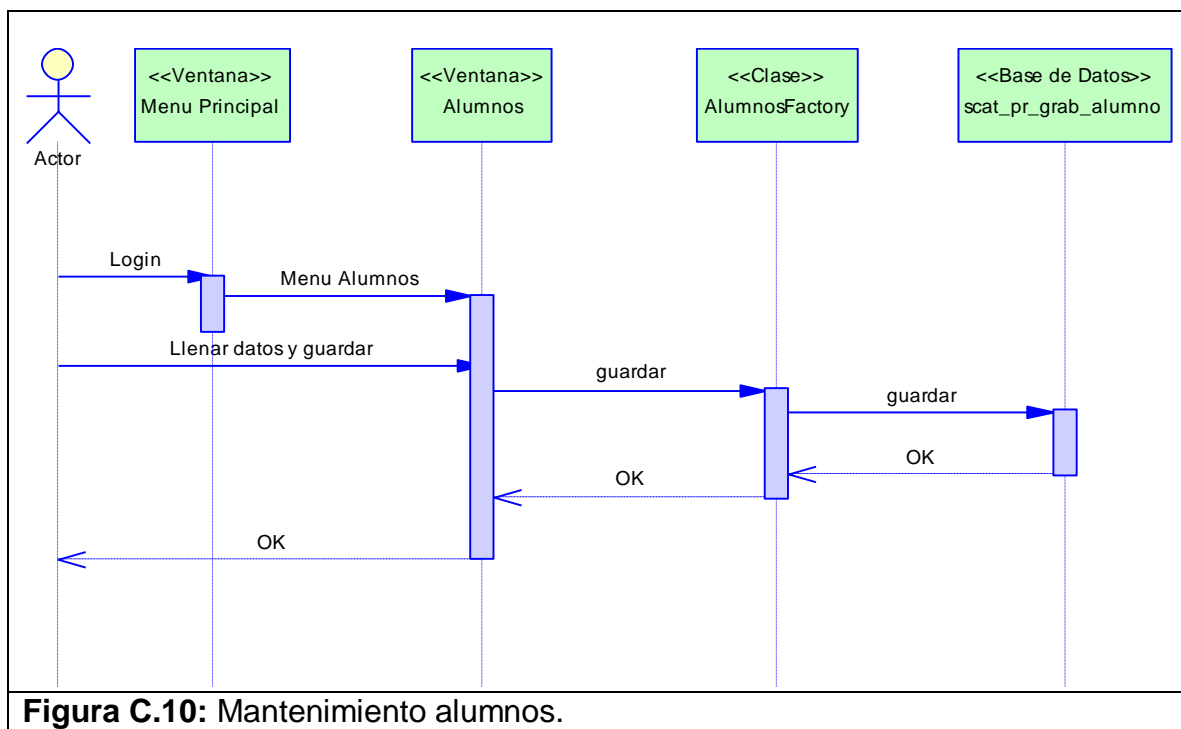 <<Ventana>>
Menu Principal
<<Ventana>>
Alumnos
<<Clase>>
AlumnosFactory
<<Base de Datos>>
scat_pr_grab_alumno
Actor
Login
Menu Alumnos
Llenar datos y guardar
guardar
guardar
OK
OK
OK
Figura C.10: Mantenimiento alumnos.